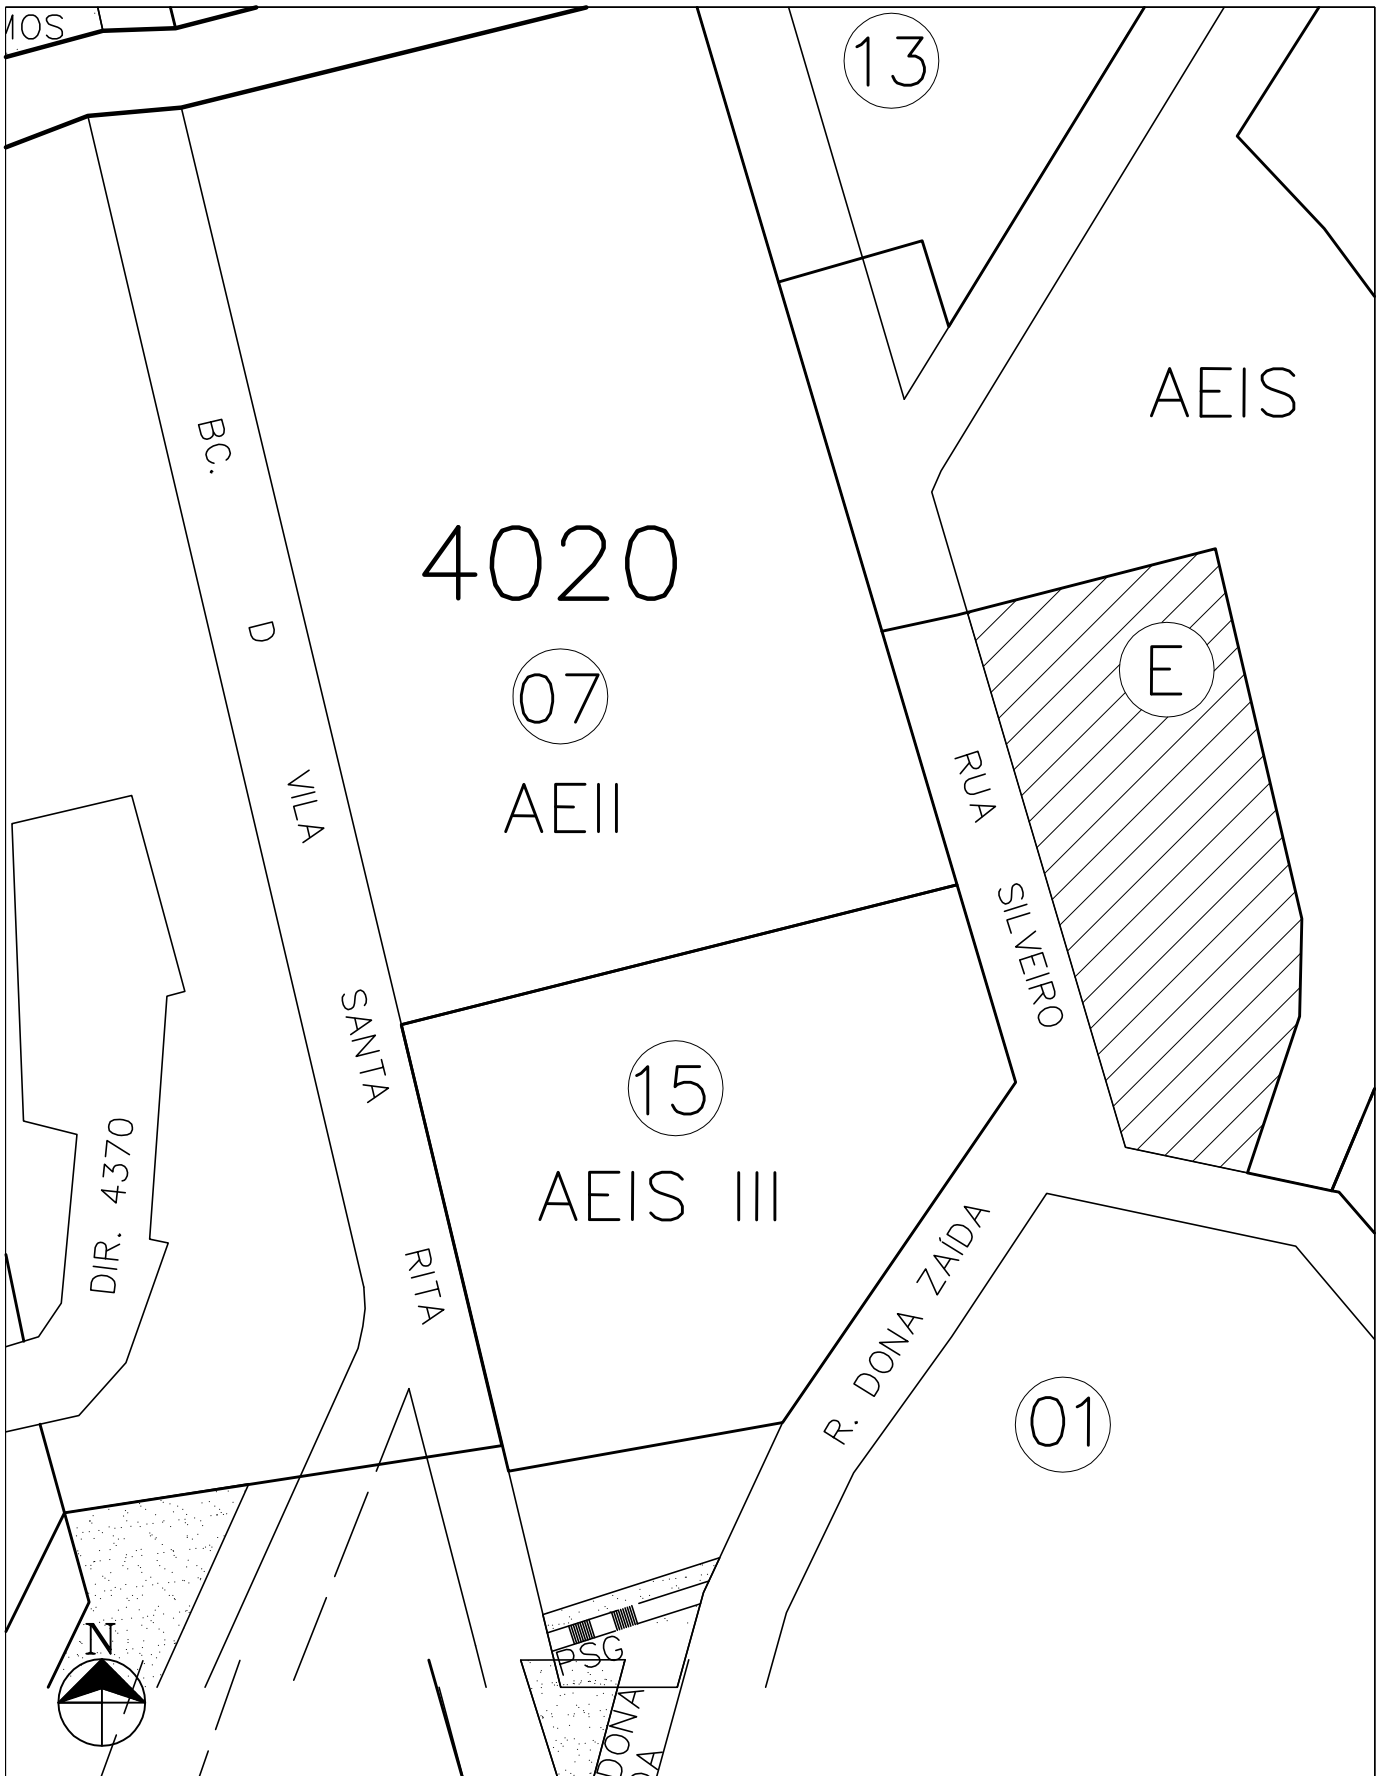 13
AEIS
BC. D VILA SANTA RITA
4020
07
AEII
E
RUA SILVEIRO
15
AEIS III
DIR. 4370
R. DONA ZAÍDA
01
N
PSG
DONA